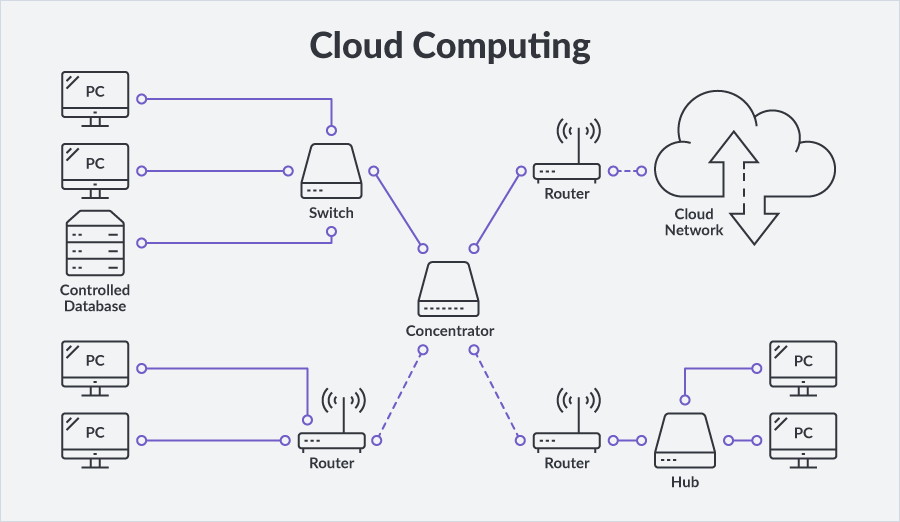 Cloud Computing
PC
PC
Switch
Router
Cloud
Network
Controlled
Database
Concentrator
PC
PC
Router
Router
PC
PC
Hub